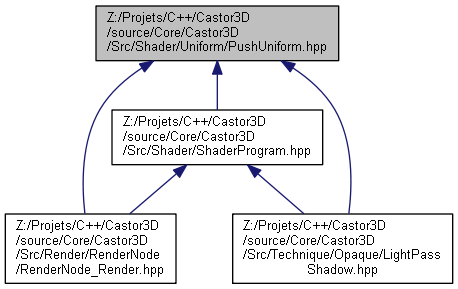 Z:/Projets/C++/Castor3D
/source/Core/Castor3D
/Src/Shader/Uniform/PushUniform.hpp
Z:/Projets/C++/Castor3D
/source/Core/Castor3D
/Src/Shader/ShaderProgram.hpp
Z:/Projets/C++/Castor3D
/source/Core/Castor3D
/Src/Render/RenderNode
/RenderNode_Render.hpp
Z:/Projets/C++/Castor3D
/source/Core/Castor3D
/Src/Technique/Opaque/LightPass
Shadow.hpp